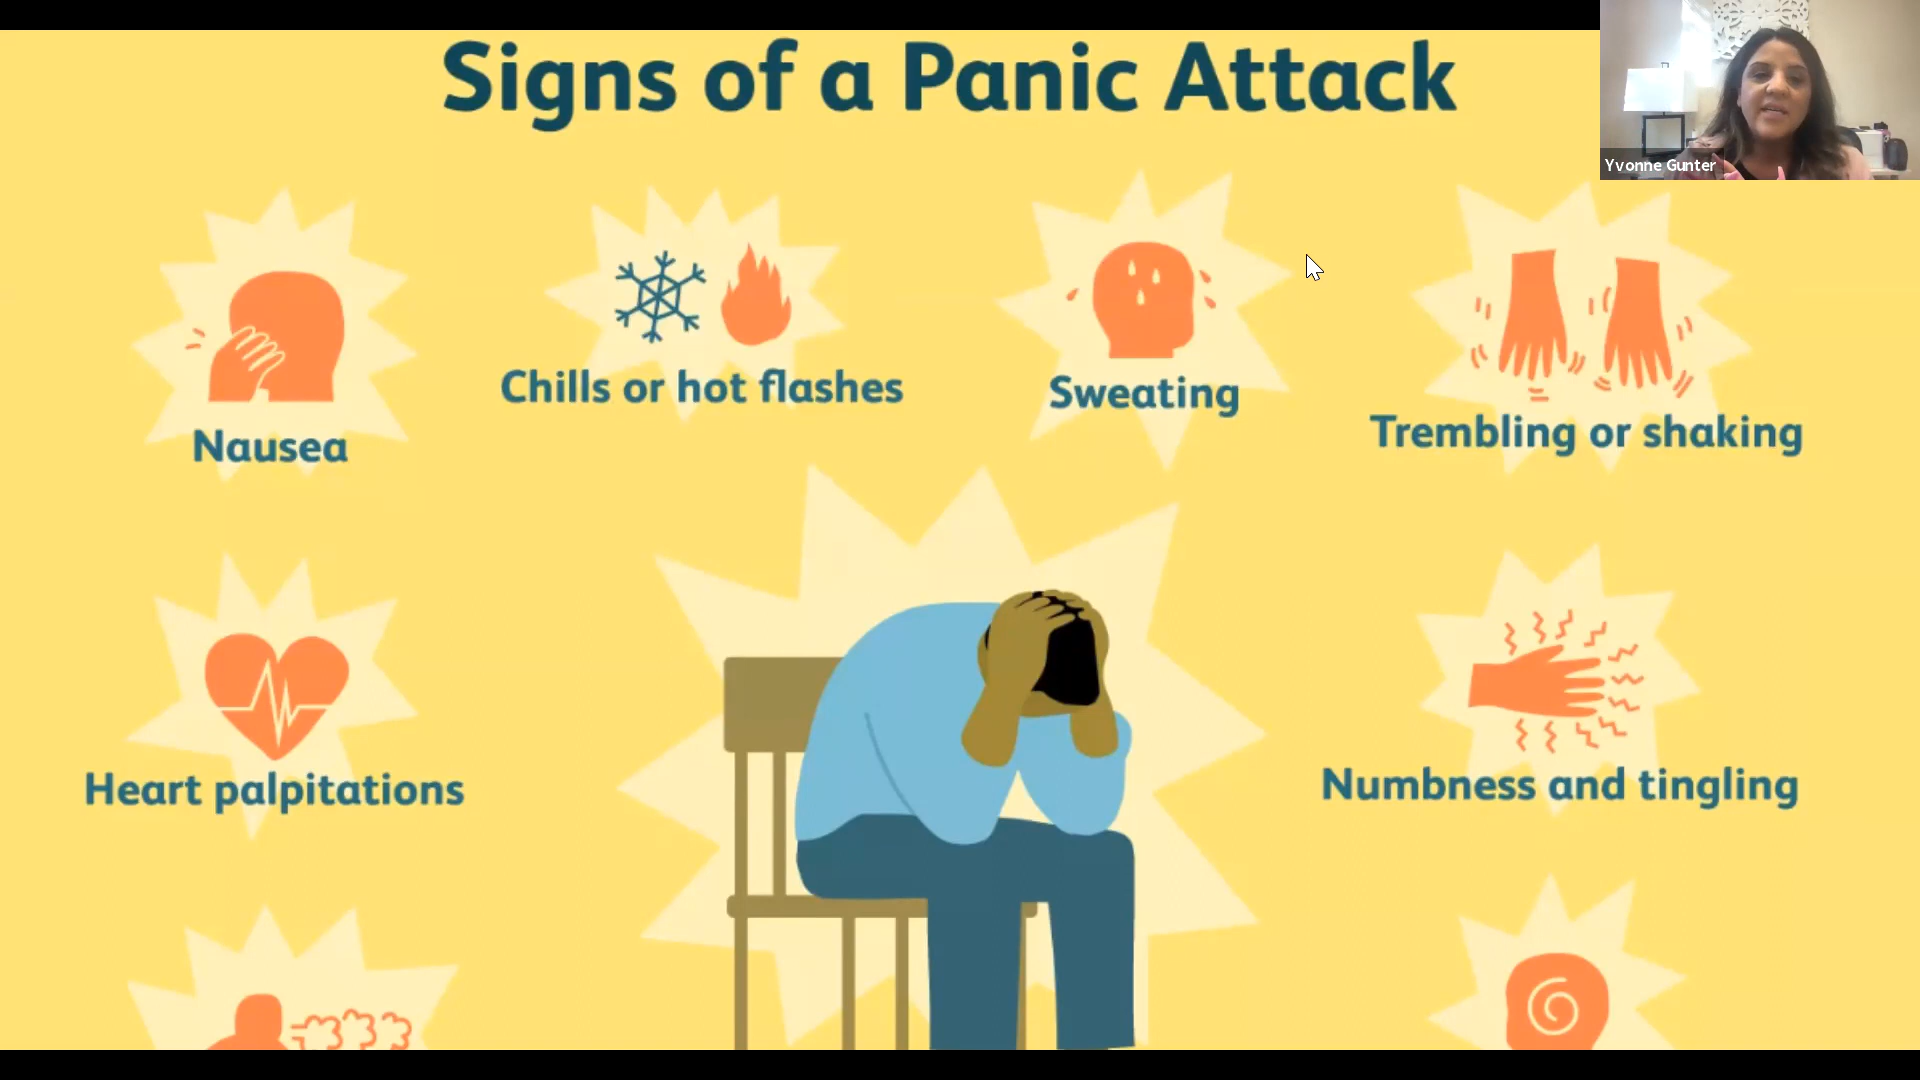 Signs of a Panic Attack
Yvonne Gunter
Nausea
Chills or hot flashes
Sweating
Trembling or shaking
Heart palpitations
Numbness and tingling